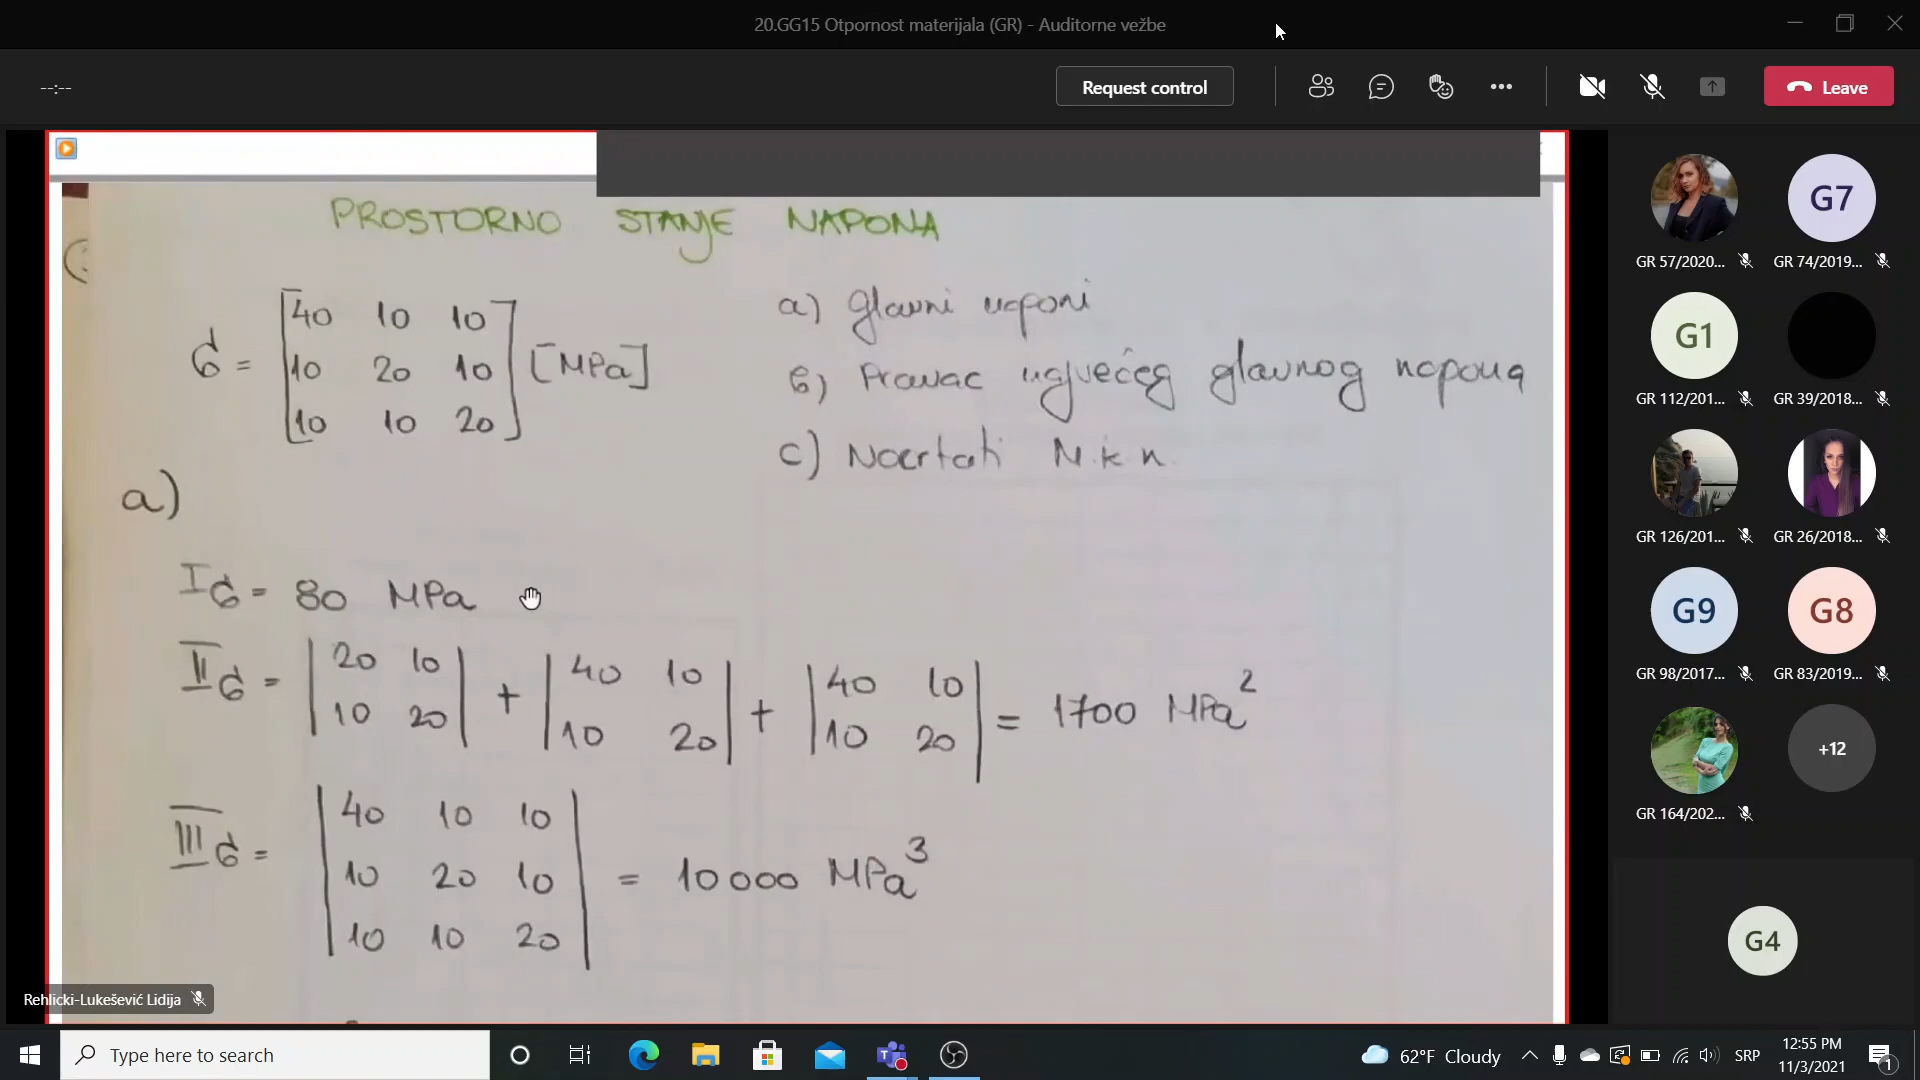 20.GG15 Otpornost materijala (GR) - Auditorne vežbe
--:--
Request control
Leave
PROSTORNO STANJE NAPONA
σ = [40 10 10
10 20 10
10 10 20] [MPa]
a) Glavni naponi
b) Pravac najvećeg glavnog napona
c) Nacrtati M.k.n.
a)
Iσ = 80 MPa
IIσ = |20 10 10 20| + |40 10 10 20| + |40 10 10 20| = 1700 MPa²
IIIσ = |40 10 10
10 20 10
10 10 20| = 10000 MPa³
Rehlicki-Lukešević Lidija
G7
GR 57/2020...
GR 74/2019...
G1
GR 112/201...
GR 39/2018...
GR 126/201...
GR 26/2018...
G9
G8
GR 98/2017...
GR 83/2019...
+12
GR 164/202...
G4
Type here to search
62°F Cloudy
SRP
12:55 PM
11/3/2021
1